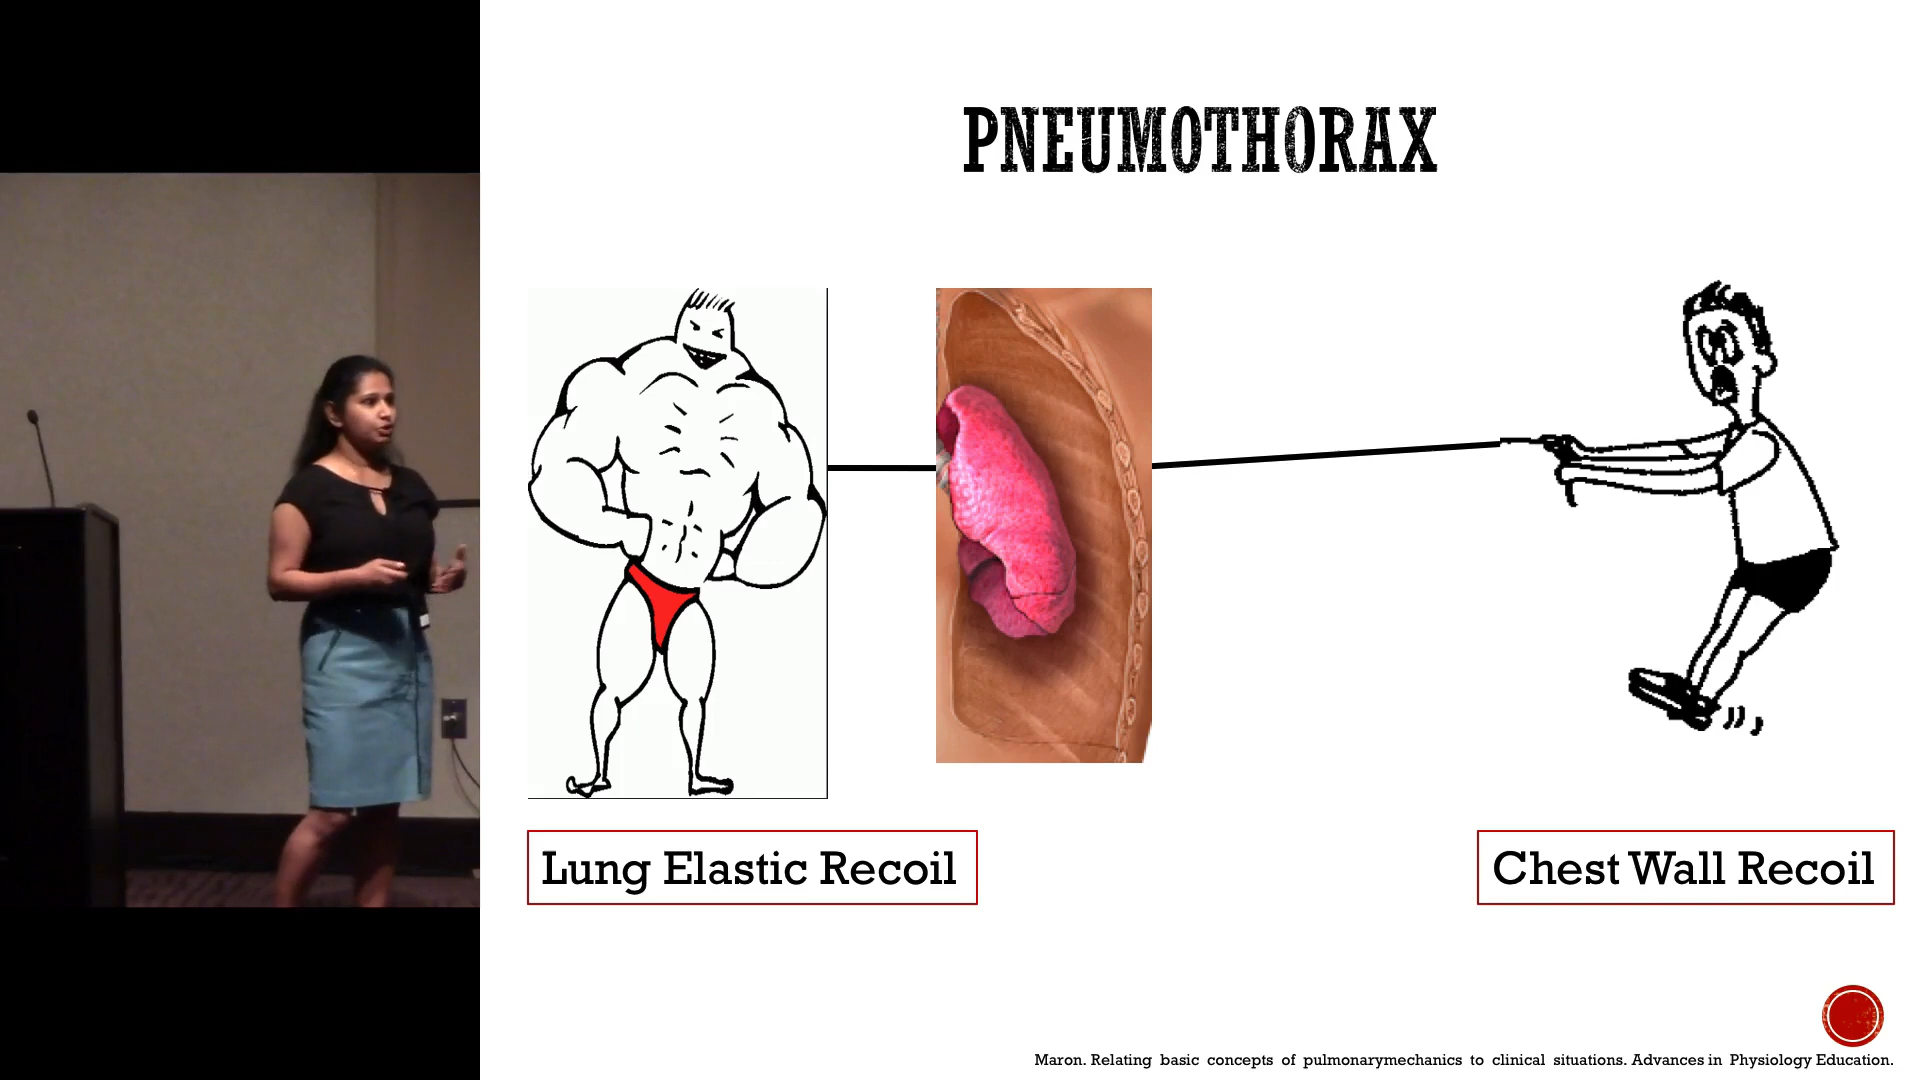 PNEUMOTHORAX
Lung Elastic Recoil
Chest Wall Recoil
Maron. Relating basic concepts of pulmonarymechanics to clinical situations. Advances in Physiology Education.